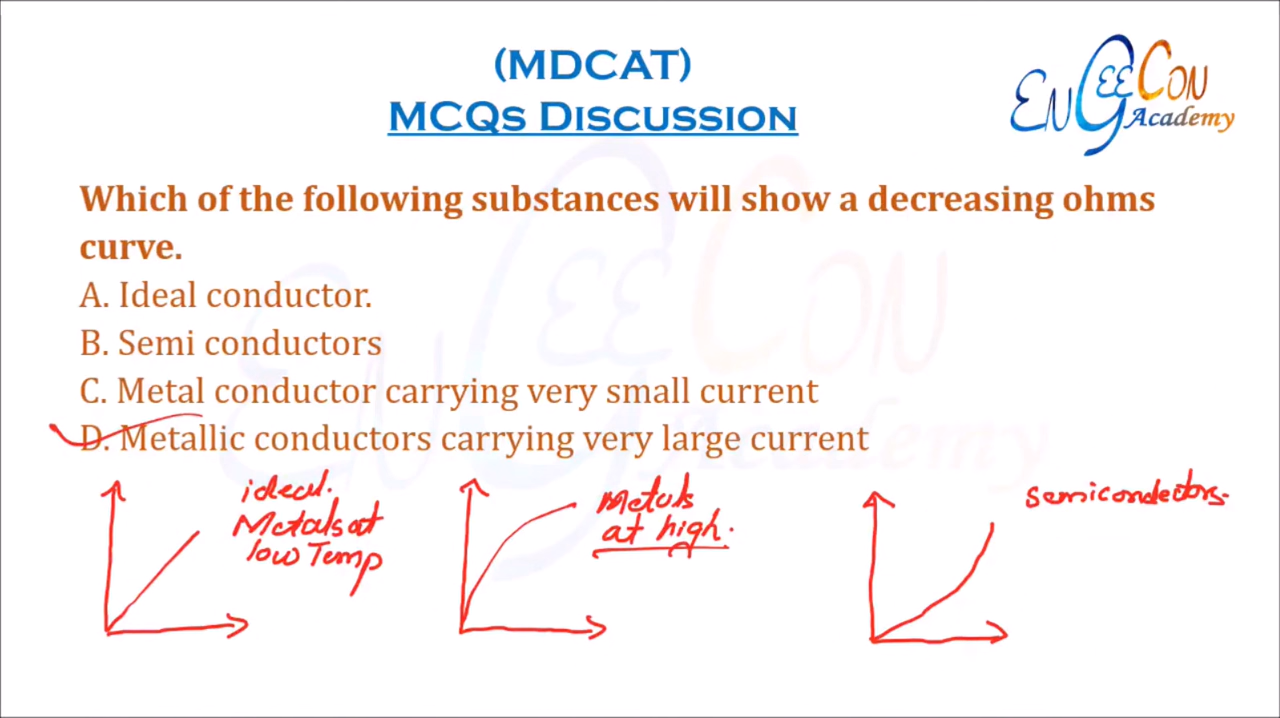 (MDCAT)
MCQs Discussion
EnGeeCon
Academy
Which of the following substances will show a decreasing ohms
curve.
A. Ideal conductor.
B. Semi conductors
C. Metal conductor carrying very small current
D. Metallic conductors carrying very large current
ideal.
Metals at
low Temp
Metals
at high.
Semicondectors.